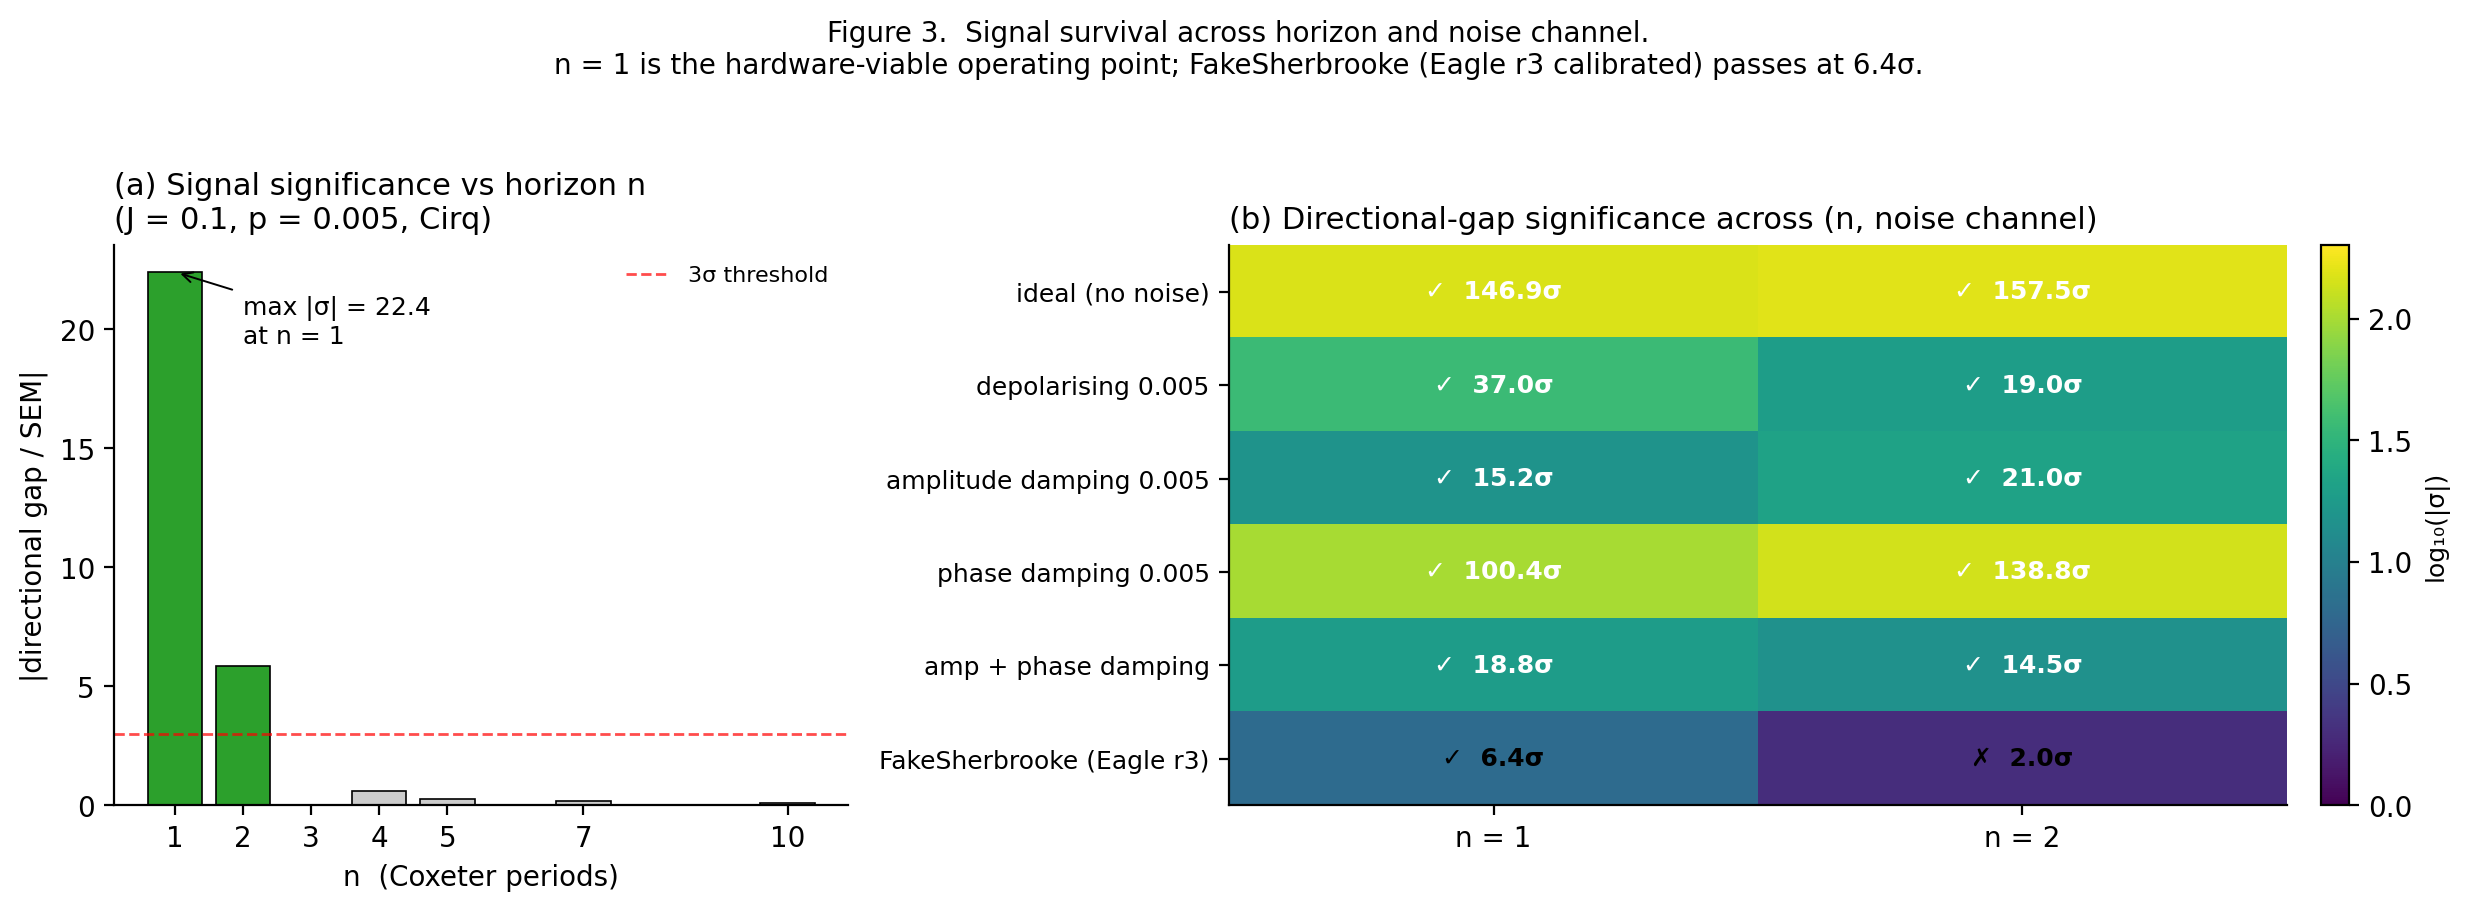 Figure 3.  Signal survival across horizon and noise channel.
n = 1 is the hardware-viable operating point; FakeSherbrooke (Eagle r3 calibrated) passes at 6.4σ.
(a) Signal significance vs horizon n
(J = 0.1, p = 0.005, Cirq)
|directional gap / SEM|
20
15
10
5
0
3σ threshold
max |σ| = 22.4
at n = 1
1 2 3 4 5 7 10
n  (Coxeter periods)
(b) Directional-gap significance across (n, noise channel)
ideal (no noise) ✓ 146.9σ ✓ 157.5σ
depolarising 0.005 ✓ 37.0σ ✓ 19.0σ
amplitude damping 0.005 ✓ 15.2σ ✓ 21.0σ
phase damping 0.005 ✓ 100.4σ ✓ 138.8σ
amp + phase damping ✓ 18.8σ ✓ 14.5σ
FakeSherbrooke (Eagle r3) ✓ 6.4σ ✗ 2.0σ
n = 1 n = 2
2.0
1.5
1.0
0.5
0.0
log₁₀(|σ|)